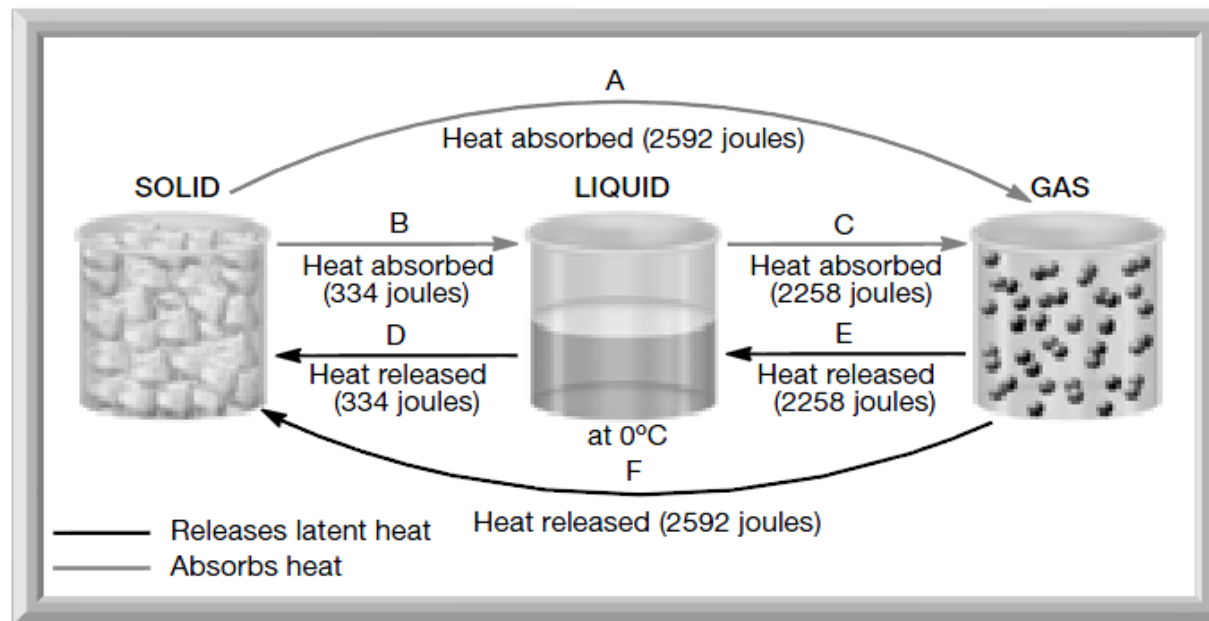 A
Heat absorbed (2592 joules)
SOLID
LIQUID
GAS
B
Heat absorbed
(334 joules)
C
Heat absorbed
(2258 joules)
D
Heat released
(334 joules)
E
Heat released
(2258 joules)
at 0°C
F
Heat released (2592 joules)
Releases latent heat
Absorbs heat